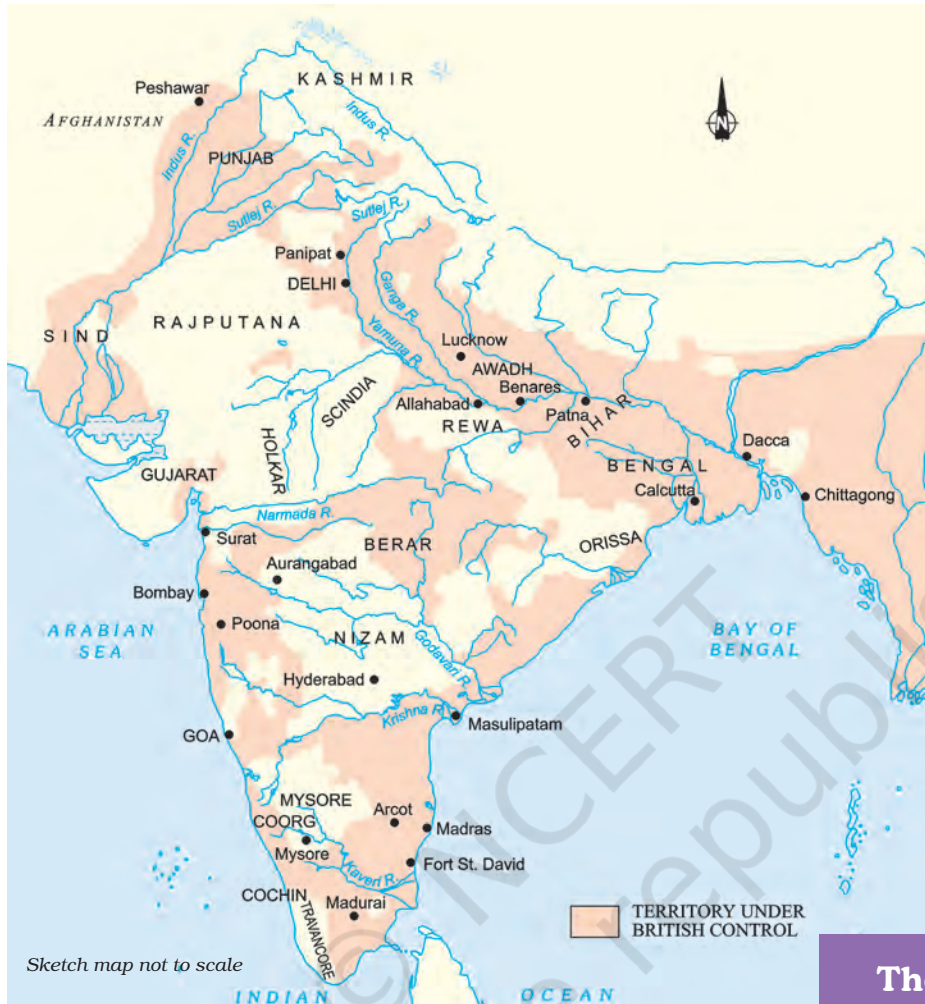 KASHMIR
Peshawar
AFGHANISTAN
N
Indus R.
Indus R.
PUNJAB
Sutlej R.
Sutlej R.
Panipat
DELHI
Ganga R.
RAJPUTANA
SIND
Yamuna R.
Lucknow
AWADH
Benares
SCINDIA
Allahabad
Patna
REWA
BIHAR
HOLKAR
Dacca
BENGAL
GUJARAT
Calcutta
Chittagong
Narmada R.
Surat
BERAR
ORISSA
Aurangabad
Bombay
Poona
ARABIAN
SEA
NIZAM
BAY OF
BENGAL
Godavari R.
Hyderabad
Krishna R.
Masulipatam
GOA
MYSORE
Arcot
COORG
Madras
Mysore
Fort St. David
Kaveri R.
COCHIN
Madurai
TRAVANCORE
TERRITORY UNDER
BRITISH CONTROL
Sketch map not to scale
INDIAN OCEAN
© NCERT
republi